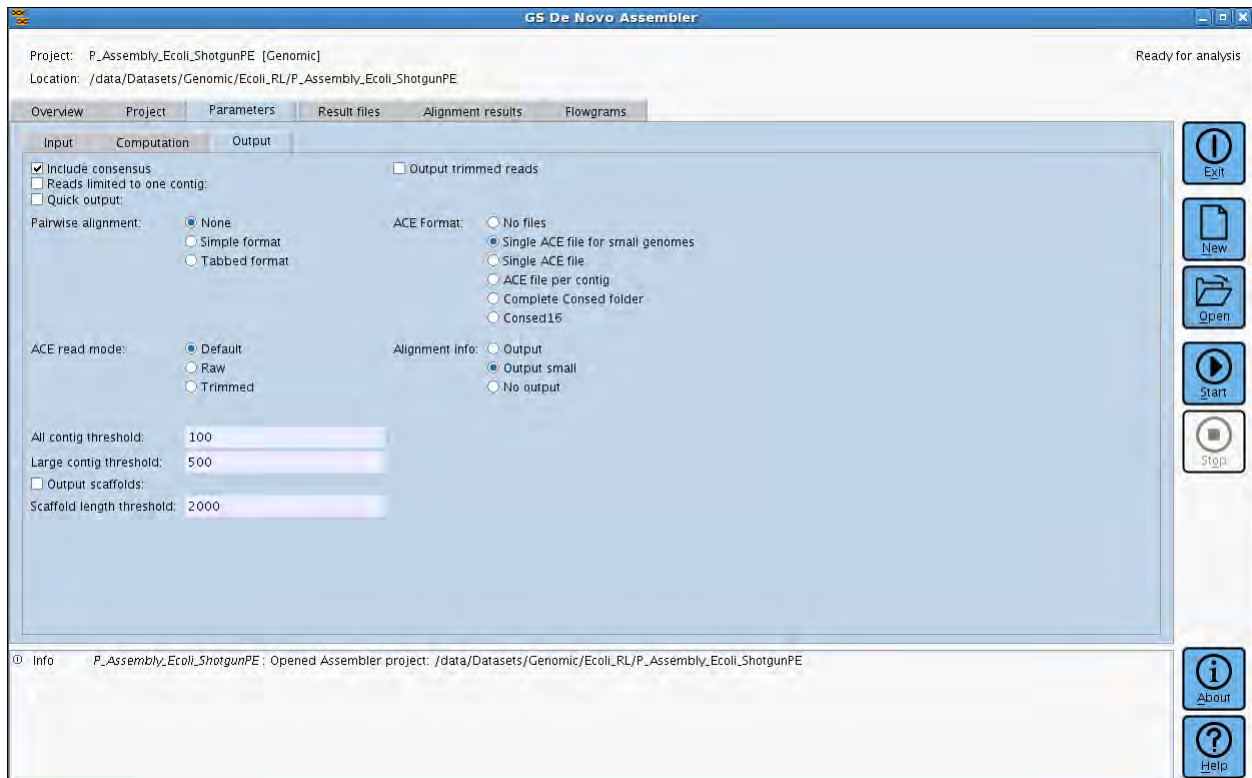 GS De Novo Assembler
Project: P_Assembly_Ecoli_ShotgunPE [Genomic]
Ready for analysis
Location: /data/Datasets/Genomic/Ecoli_RL/P_Assembly_Ecoli_ShotgunPE
Overview Project Parameters Result files Alignment results Flowgrams
Input Computation Output
Include consensus Output trimmed reads
Reads limited to one contig:
Quick output:
Pairwise alignment: None ACE Format: No files
Simple format Single ACE file for small genomes
Tabbed format Single ACE file
ACE file per contig
Complete Consed folder
Consed16
ACE read mode: Default Alignment info: Output
Raw Output small
Trimmed No output
All contig threshold: 100
Large contig threshold: 500
Output scaffolds:
Scaffold length threshold: 2000
Exit
New
Open
Start
Stop
Info P_Assembly_Ecoli_ShotgunPE : Opened Assembler project: /data/Datasets/Genomic/Ecoli_RL/P_Assembly_Ecoli_ShotgunPE
About
Help